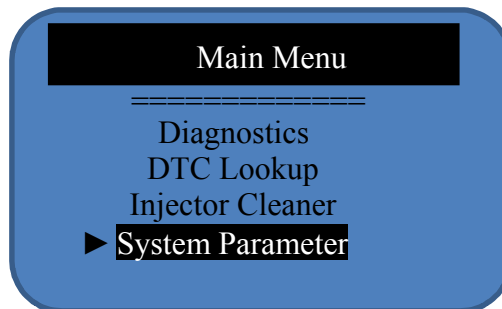 Main Menu
=============
Diagnostics
DTC Lookup
Injector Cleaner
► System Parameter